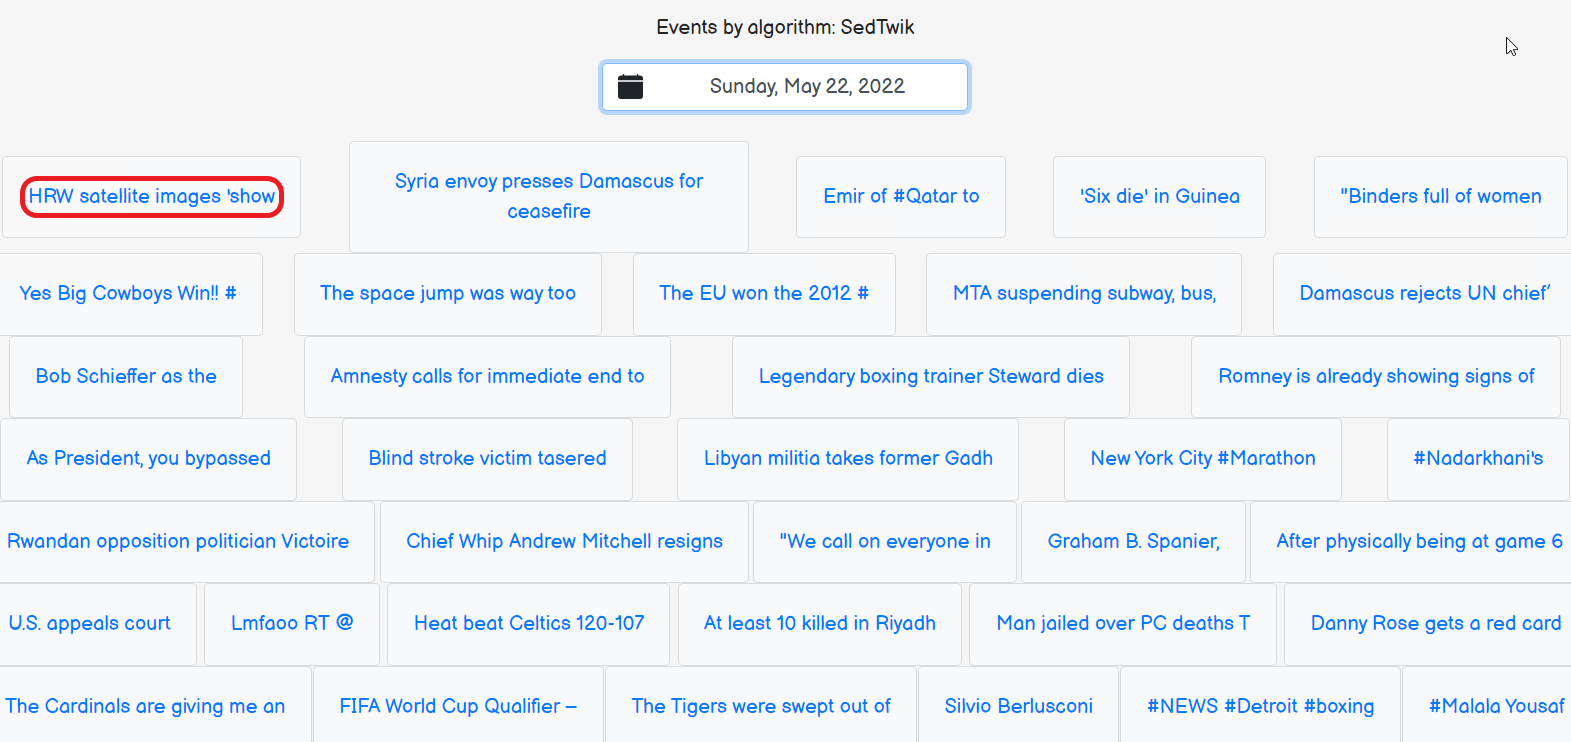 Events by algorithm: SedTwik
Sunday, May 22, 2022
HRW satellite images 'show
Syria envoy presses Damascus for
ceasefire
Emir of #Qatar to
'Six die' in Guinea
"Binders full of women
Yes Big Cowboys Win!! #
The space jump was way too
The EU won the 2012 #
MTA suspending subway, bus,
Damascus rejects UN chief’
Bob Schieffer as the
Amnesty calls for immediate end to
Legendary boxing trainer Steward dies
Romney is already showing signs of
As President, you bypassed
Blind stroke victim tasered
Libyan militia takes former Gadh
New York City #Marathon
#Nadarkhani's
Rwandan opposition politician Victoire
Chief Whip Andrew Mitchell resigns
"We call on everyone in
Graham B. Spanier,
After physically being at game 6
U.S. appeals court
Lmfaoo RT @
Heat beat Celtics 120-107
At least 10 killed in Riyadh
Man jailed over PC deaths T
Danny Rose gets a red card
The Cardinals are giving me an
FIFA World Cup Qualifier –
The Tigers were swept out of
Silvio Berlusconi
#NEWS #Detroit #boxing
#Malala Yousaf